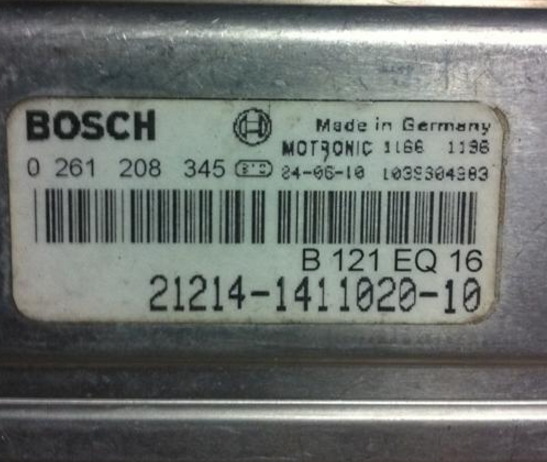 BOSCH
Made in Germany
MOTRONIC 1166 1196
0 261 208 345 24-06-10 1039S04983
B 121 EQ 16
21214-1411020-10